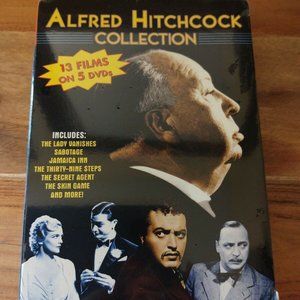 ALFRED HITCHCOCK
COLLECTION
13 FILMS
ON 5 DVDs
INCLUDES:
THE LADY VANISHES
SABOTAGE
JAMAICA INN
THE THIRTY-NINE STEPS
THE SECRET AGENT
THE SKIN GAME
AND MORE!